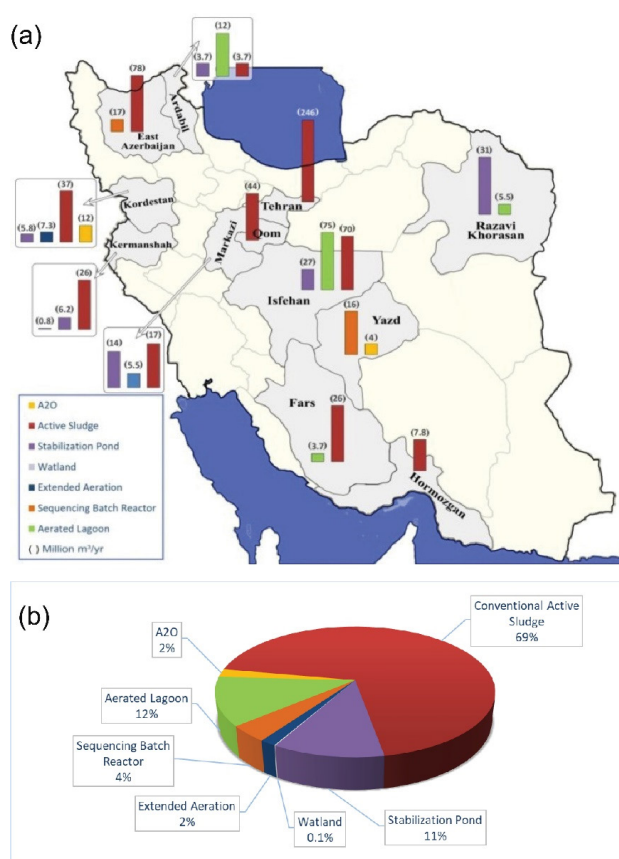 (a)
(12)
(3.7) (3.7)
(78)
(17)
Ardabil
East
Azerbaijan
(246)
(31)
(5.5)
Razavi
Khorasan
(37)
(5.8) (7.3) (12)
Kordestan
Kermanshah
(44)
Tehran
Qom
Markazi
(75) (70)
(27)
Isfehan
(26)
(0.8) (6.2)
(16)
(4)
Yazd
(14) (17)
(5.5)
Fars
(26)
(3.7)
(7.8)
Hormozgan
A2O
Active Sludge
Stabilization Pond
Watland
Extended Aeration
Sequencing Batch Reactor
Aerated Lagoon
( ) Million m³/yr
(b)
Conventional Active
Sludge
69%
A2O
2%
Aerated Lagoon
12%
Sequencing Batch
Reactor
4%
Extended Aeration
2%
Watland
0.1%
Stabilization Pond
11%